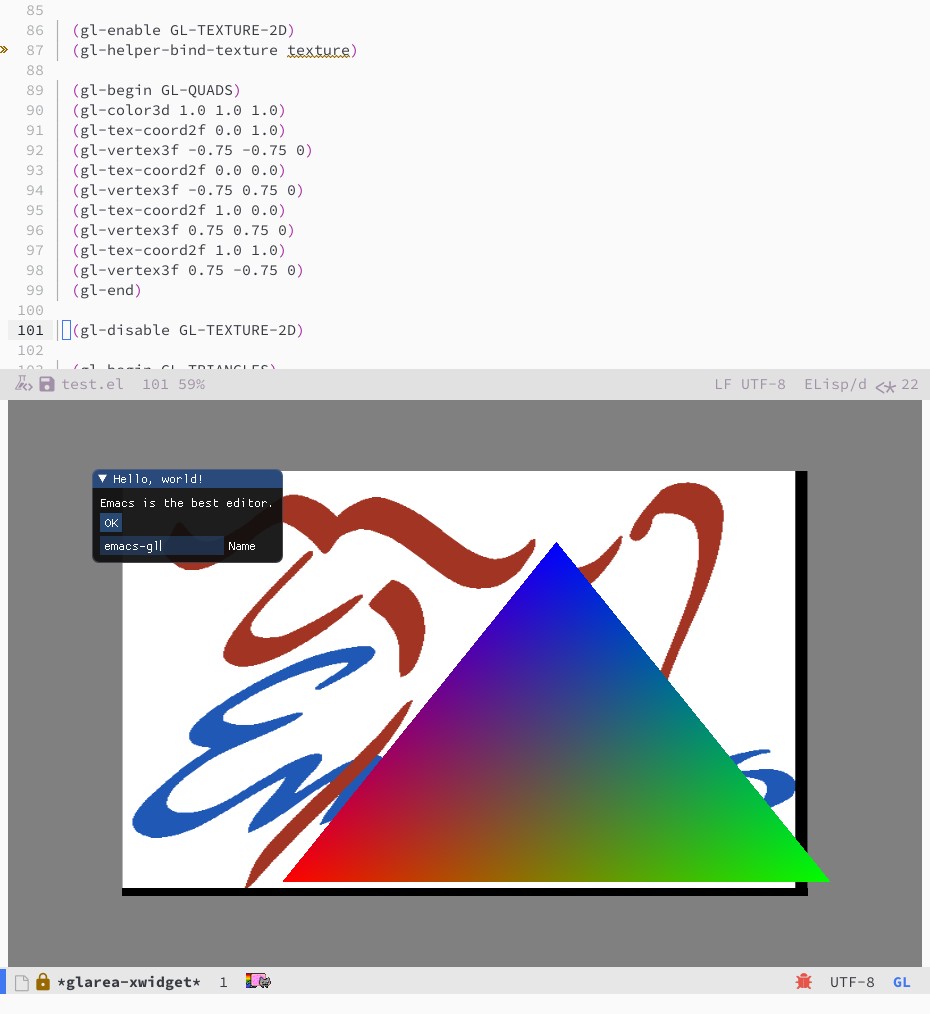 85
86 (gl-enable GL-TEXTURE-2D)
87 (gl-helper-bind-texture texture)
88
89 (gl-begin GL-QUADS)
90 (gl-color3d 1.0 1.0 1.0)
91 (gl-tex-coord2f 0.0 1.0)
92 (gl-vertex3f -0.75 -0.75 0)
93 (gl-tex-coord2f 0.0 0.0)
94 (gl-vertex3f -0.75 0.75 0)
95 (gl-tex-coord2f 1.0 0.0)
96 (gl-vertex3f 0.75 0.75 0)
97 (gl-tex-coord2f 1.0 1.0)
98 (gl-vertex3f 0.75 -0.75 0)
99 (gl-end)
100
101 (gl-disable GL-TEXTURE-2D)
102
103 (gl-begin GL-TRIANGLES)
test.el 101 59% LF UTF-8 ELisp/d <* 22
▼ Hello, world!
Emacs is the best editor.
OK
emacs-gl Name
*glarea-xwidget* 1 UTF-8 GL